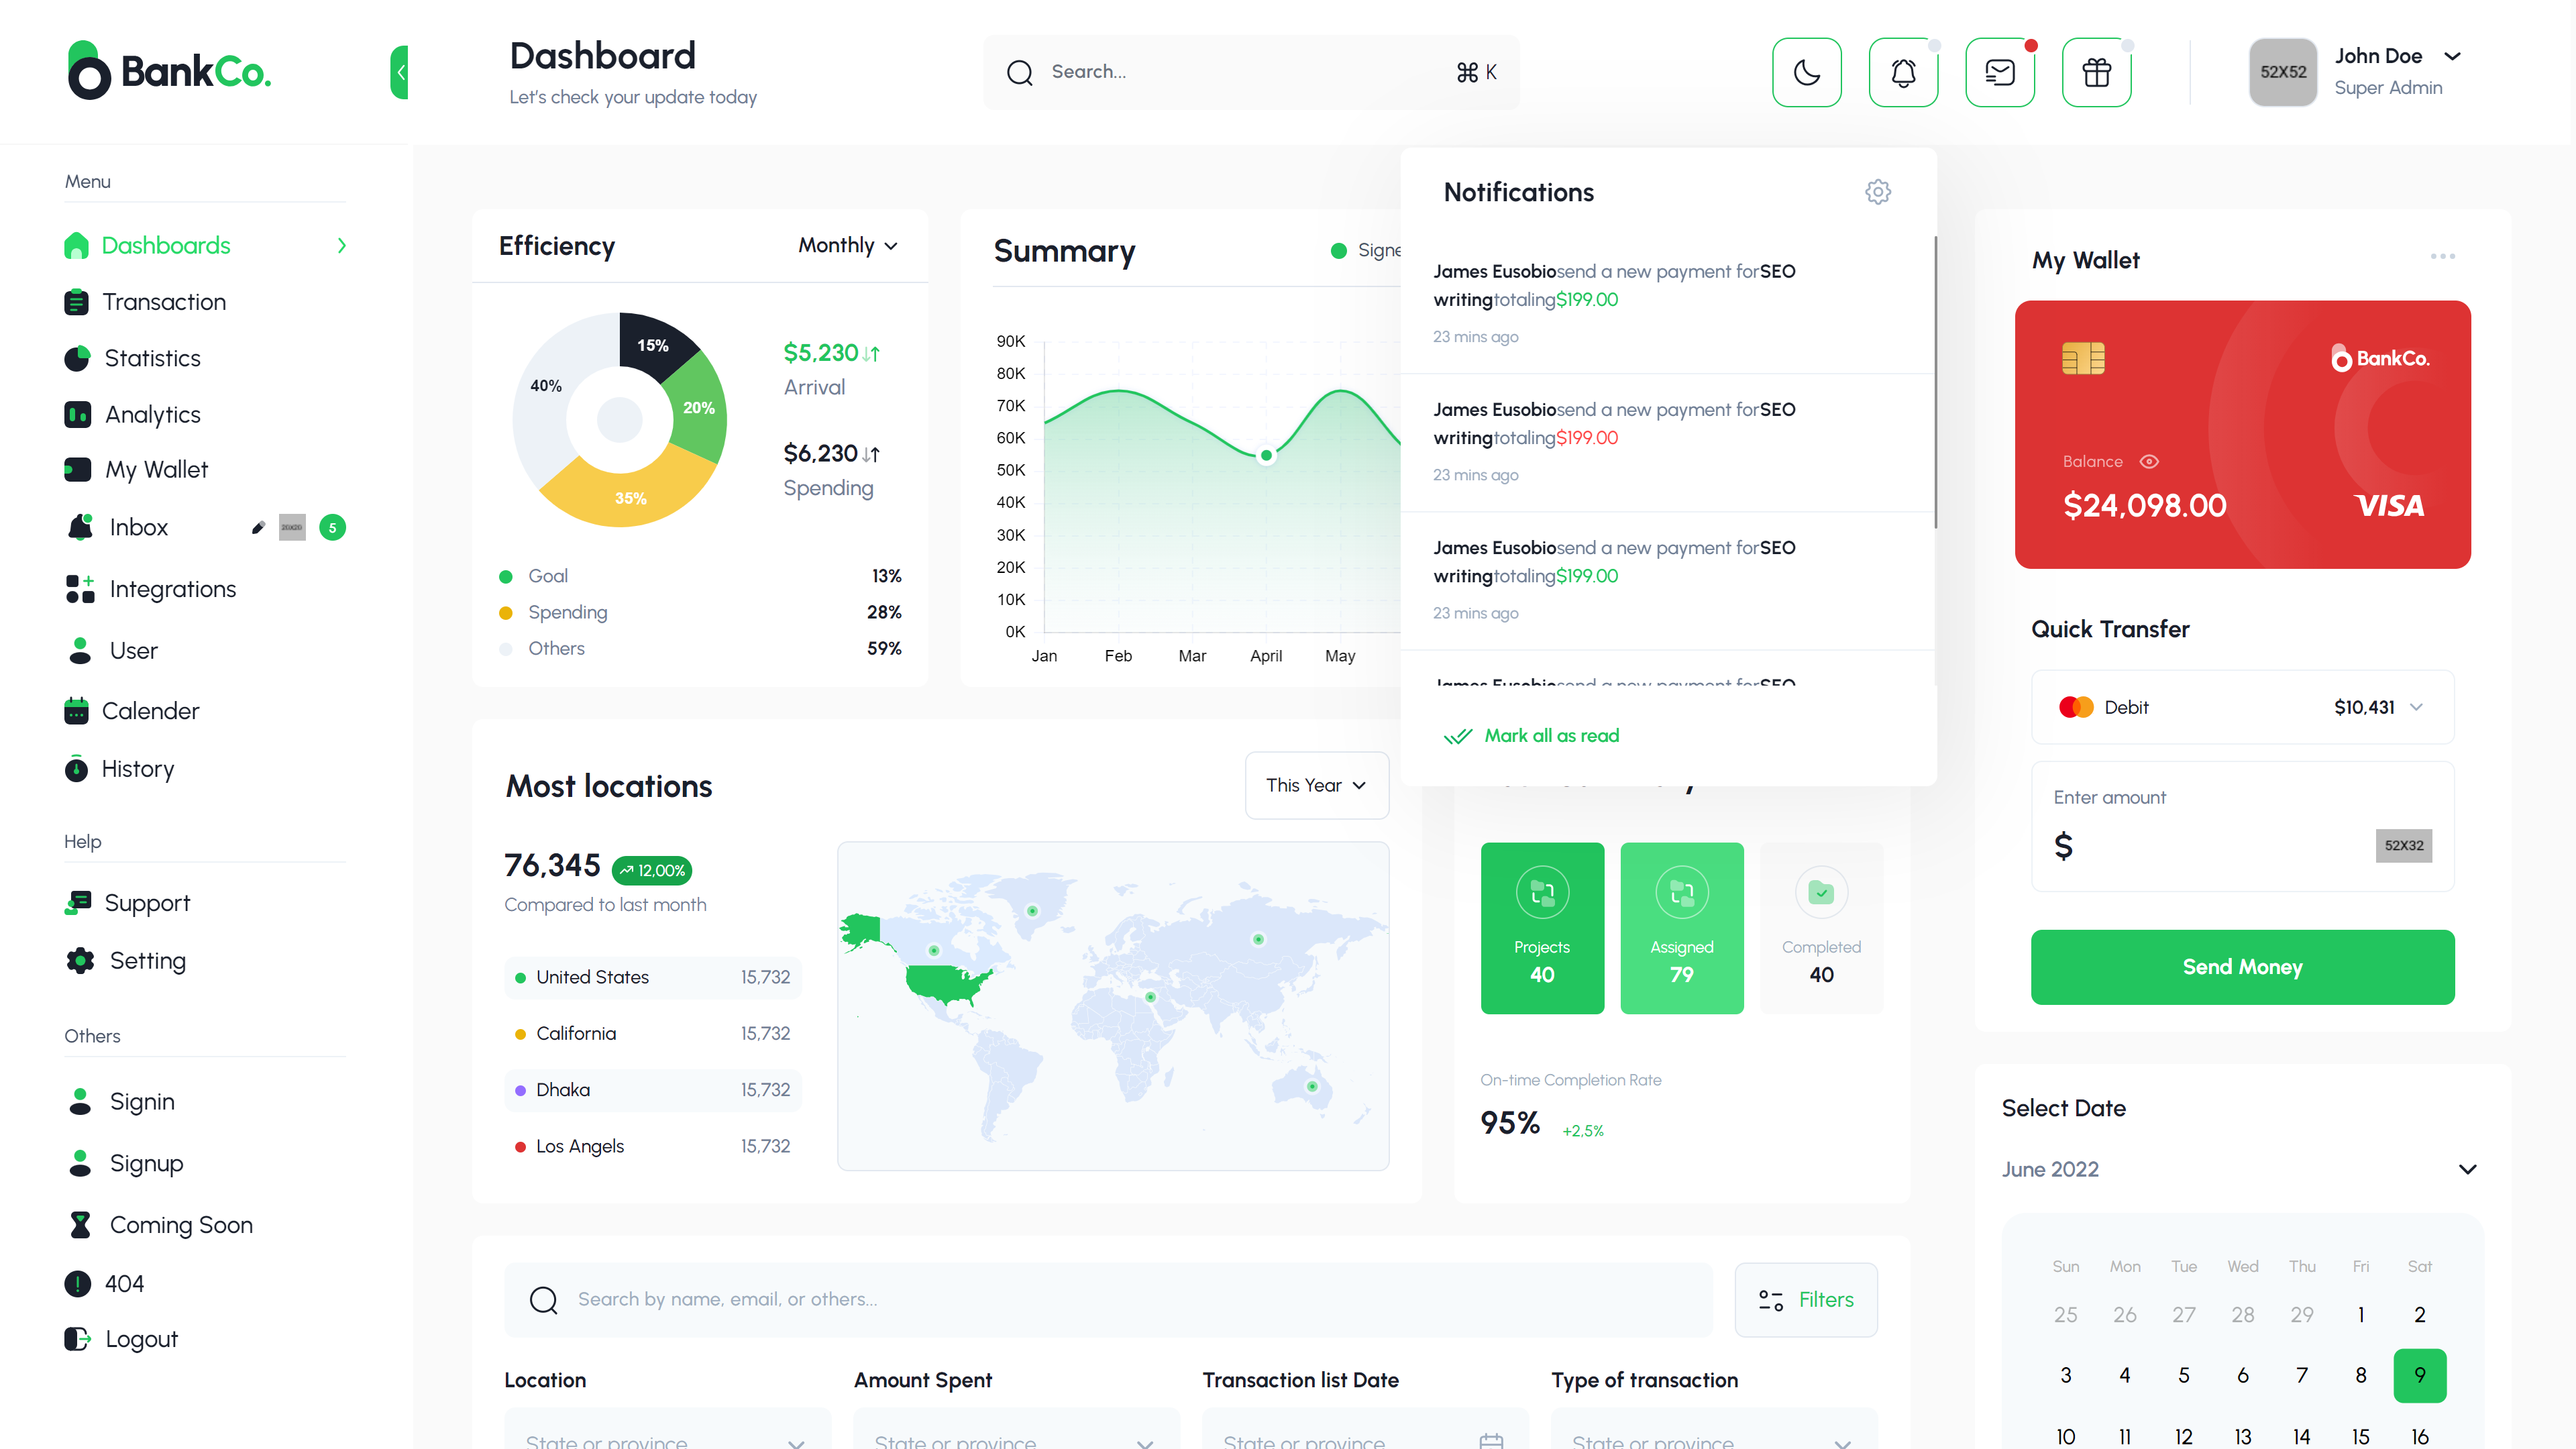 BankCo.
Dashboard
Let's check your update today
Search...
⌘ K
52X52
John Doe
Super Admin
Menu
Dashboards
Transaction
Statistics
Analytics
My Wallet
Inbox
20X20
5
Integrations
User
Calender
History
Help
Support
Setting
Others
Signin
Signup
Coming Soon
404
Logout
Efficiency
Monthly
15%
20%
35%
40%
$5,230
Arrival
$6,230
Spending
Goal 13%
Spending 28%
Others 59%
Summary
Signe
90K
80K
70K
60K
50K
40K
30K
20K
10K
0K
Jan Feb Mar April May
Notifications
James Eusobiosend a new payment forSEO
writingtotaling$199.00
23 mins ago
James Eusobiosend a new payment forSEO
writingtotaling$199.00
23 mins ago
James Eusobiosend a new payment forSEO
writingtotaling$199.00
23 mins ago
James Eusobiosend a new payment forSEO
Mark all as read
Most locations
This Year
76,345
12,00%
Compared to last month
United States 15,732
California 15,732
Dhaka 15,732
Los Angels 15,732
Projects
40
Assigned
79
Completed
40
On-time Completion Rate
95% +2,5%
My Wallet
BankCo.
Balance
$24,098.00
VISA
Quick Transfer
Debit $10,431
Enter amount
$
52X32
Send Money
Select Date
June 2022
Sun Mon Tue Wed Thu Fri Sat
25 26 27 28 29 1 2
3 4 5 6 7 8 9
10 11 12 13 14 15 16
Search by name, email, or others...
Filters
Location
Amount Spent
Transaction list Date
Type of transaction
State or province
State or province
State or province
State or province